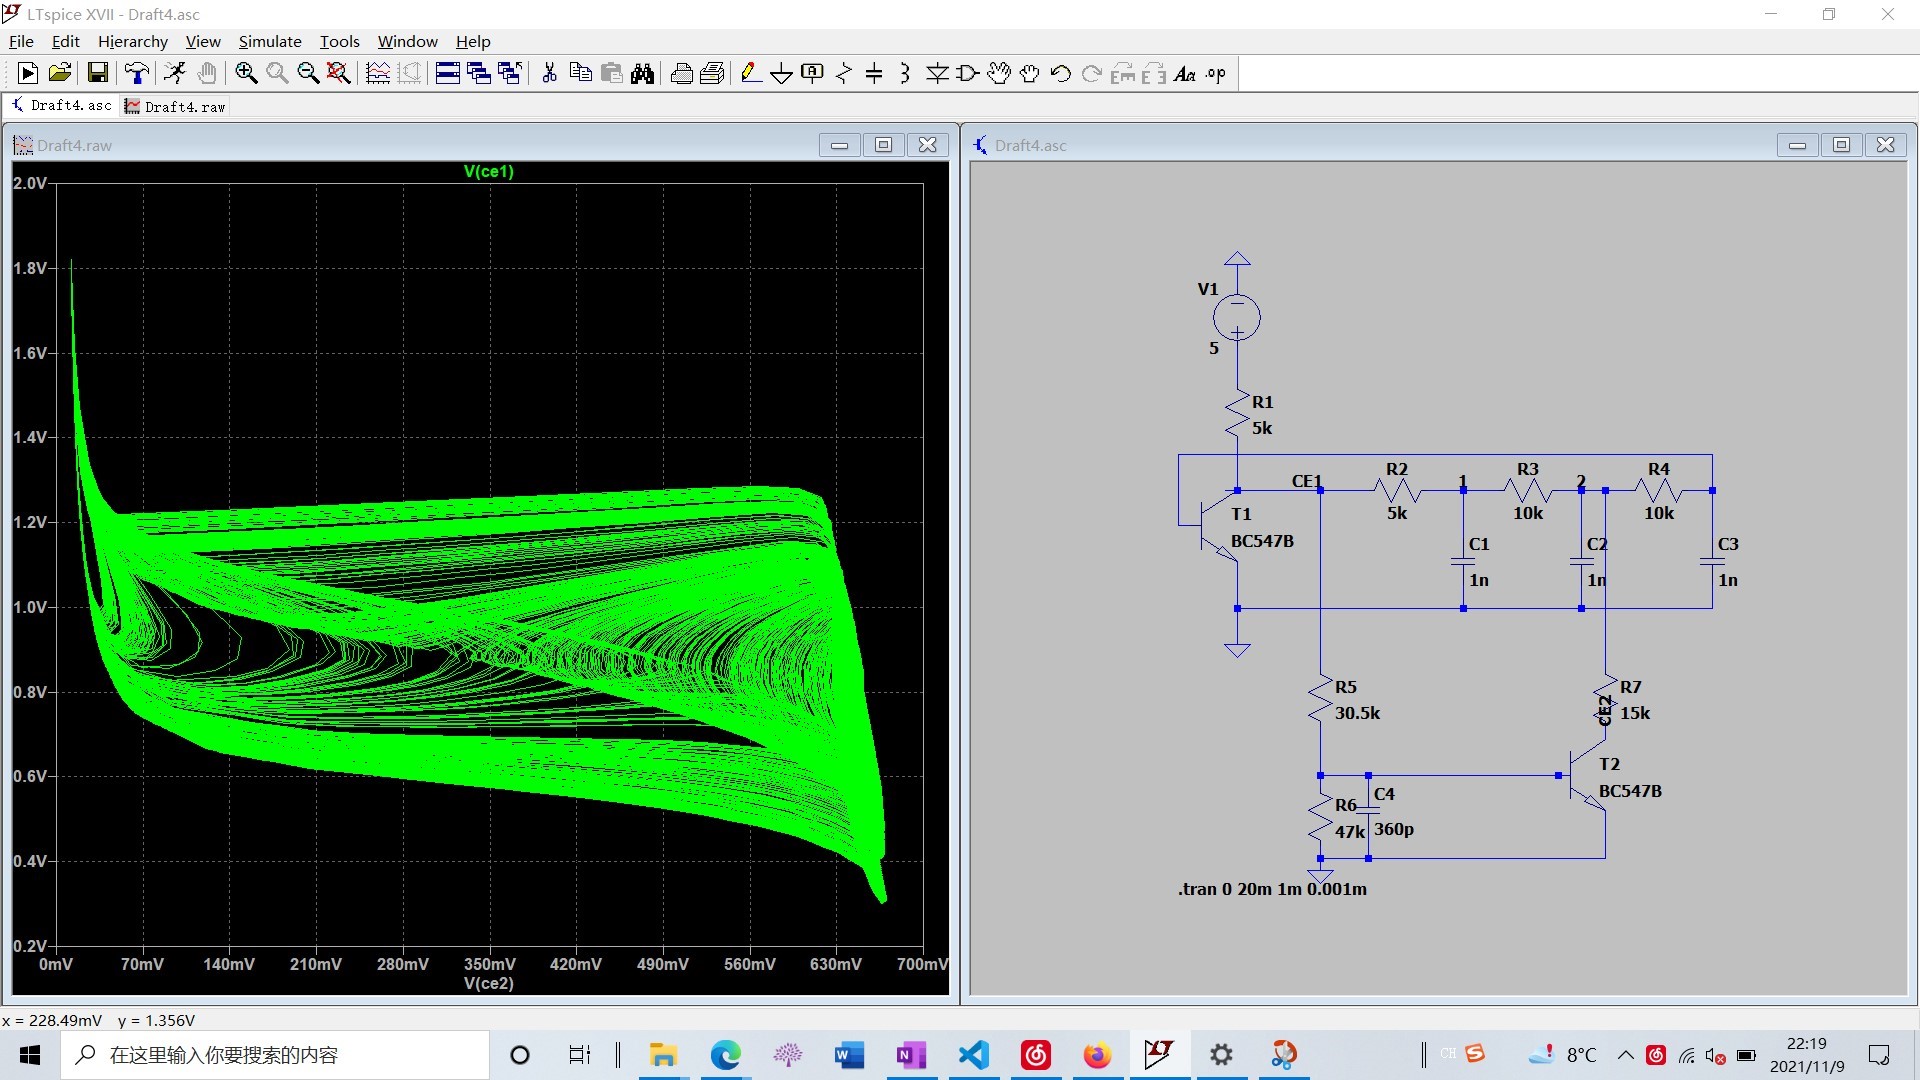 LTspice XVII - Draft4.asc
File Edit Hierarchy View Simulate Tools Window Help
Draft4.asc Draft4.raw
Draft4.raw
V(ce1)
2.0V
1.8V
1.6V
1.4V
1.2V
1.0V
0.8V
0.6V
0.4V
0.2V
0mV 70mV 140mV 210mV 280mV 350mV 420mV 490mV 560mV 630mV 700mV
V(ce2)
Draft4.asc
V1
5
R1
5k
CE1
R2
5k
1
R3
10k
2
R4
10k
T1
BC547B
C1
1n
C2
1n
C3
1n
R5
30.5k
R7
15k
CE2
T2
BC547B
R6
47k
C4
360p
.tran 0 20m 1m 0.001m
x = 228.49mV y = 1.356V
在这里输入你要搜索的内容
CH
8°C
22:19
2021/11/9